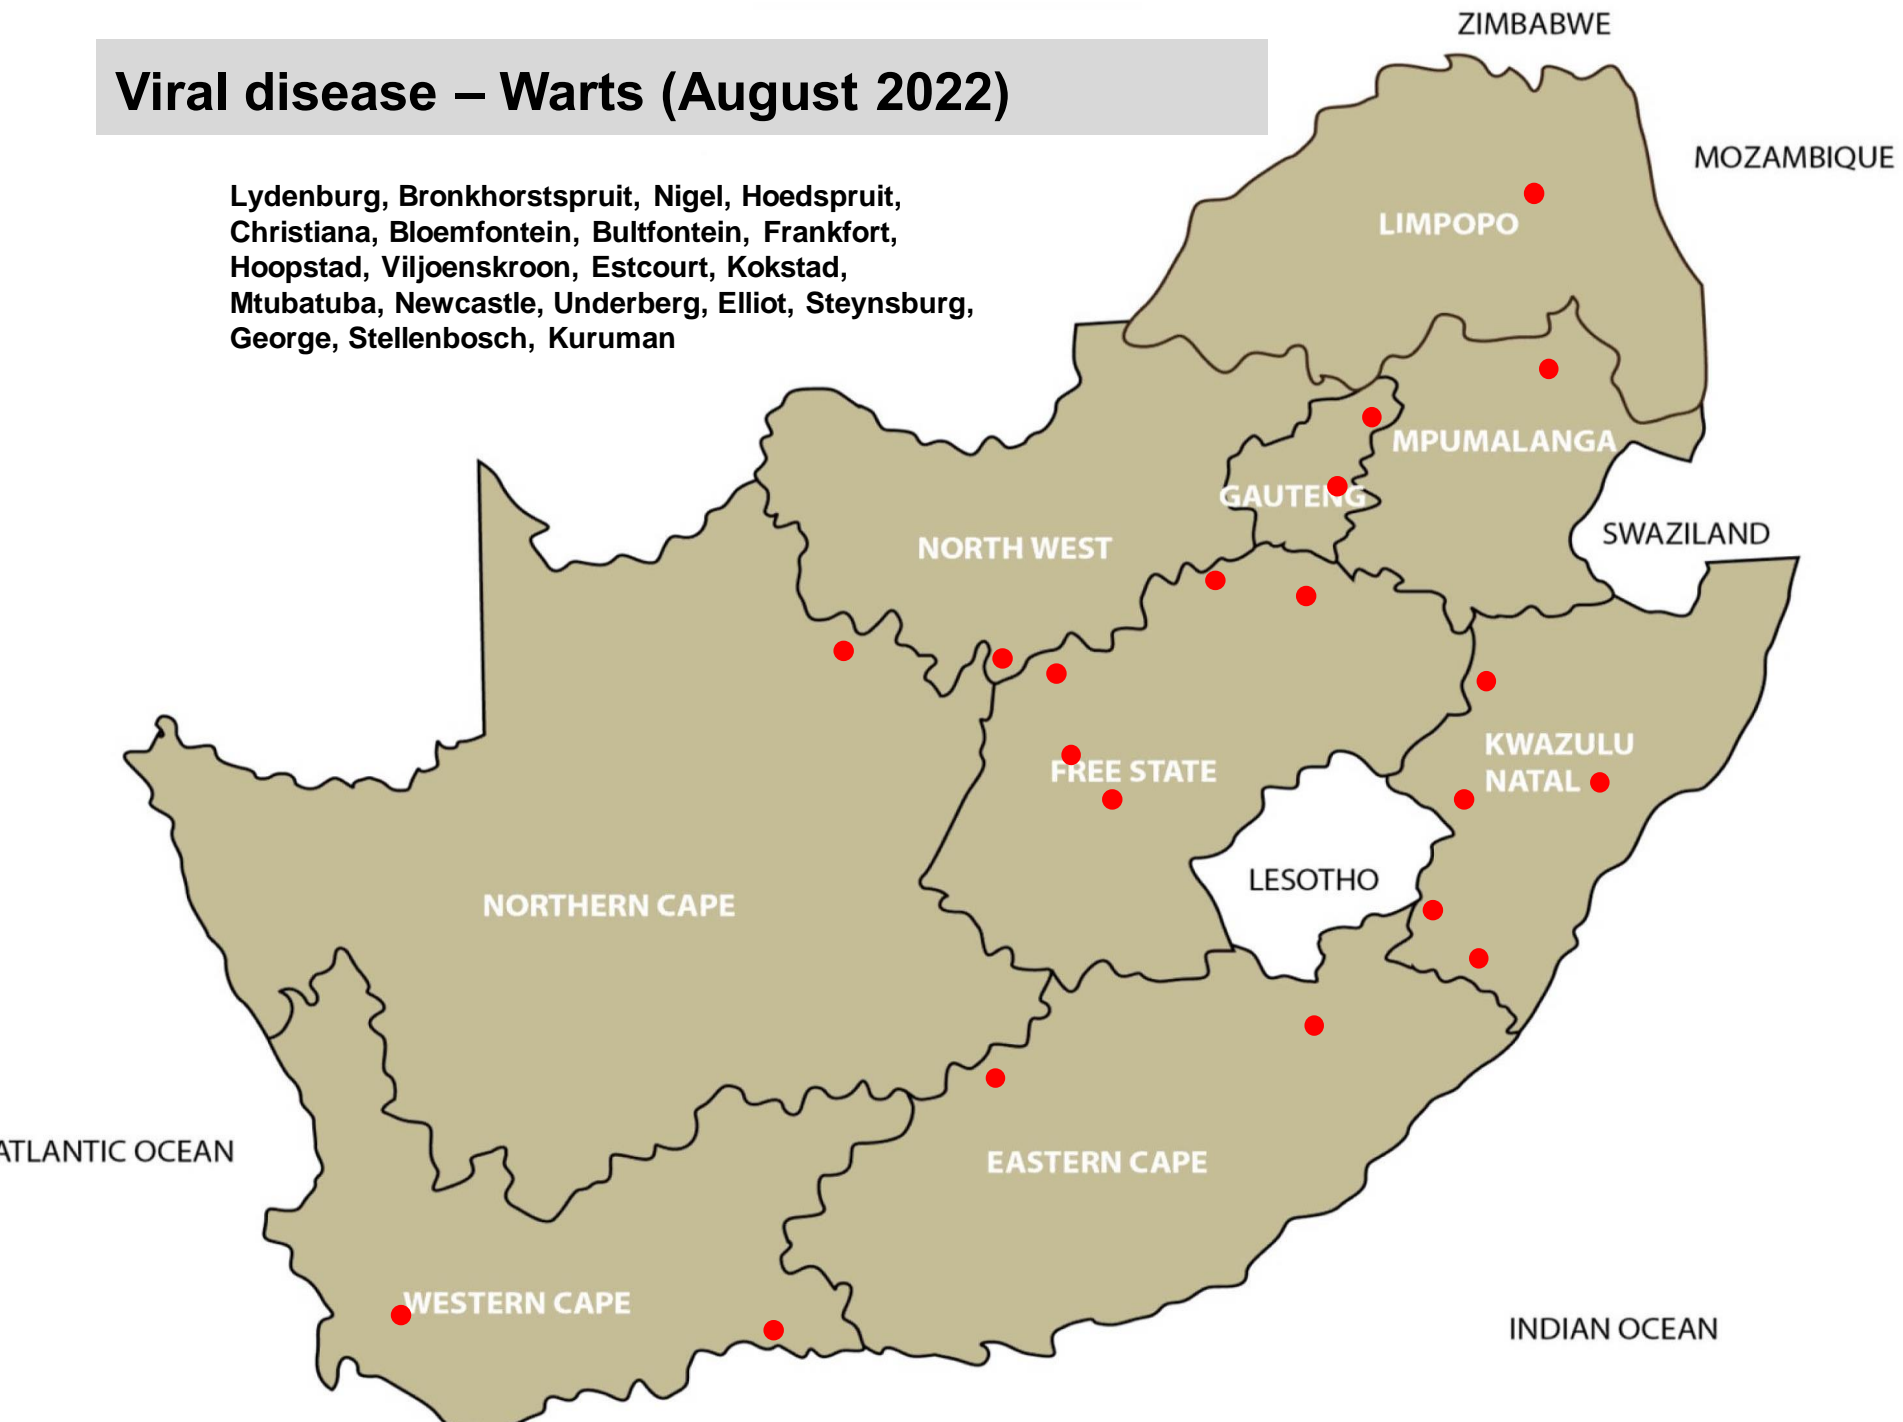 ZIMBABWE
Viral disease – Warts (August 2022)
MOZAMBIQUE
Lydenburg, Bronkhorstspruit, Nigel, Hoedspruit,
Christiana, Bloemfontein, Bultfontein, Frankfort,
Hoopstad, Viljoenskroon, Estcourt, Kokstad,
Mtubatuba, Newcastle, Underberg, Elliot, Steynsburg,
George, Stellenbosch, Kuruman
LIMPOPO
MPUMALANGA
GAUTENG
SWAZILAND
NORTH WEST
KWAZULU
NATAL
FREE STATE
LESOTHO
NORTHERN CAPE
ATLANTIC OCEAN
EASTERN CAPE
WESTERN CAPE
INDIAN OCEAN